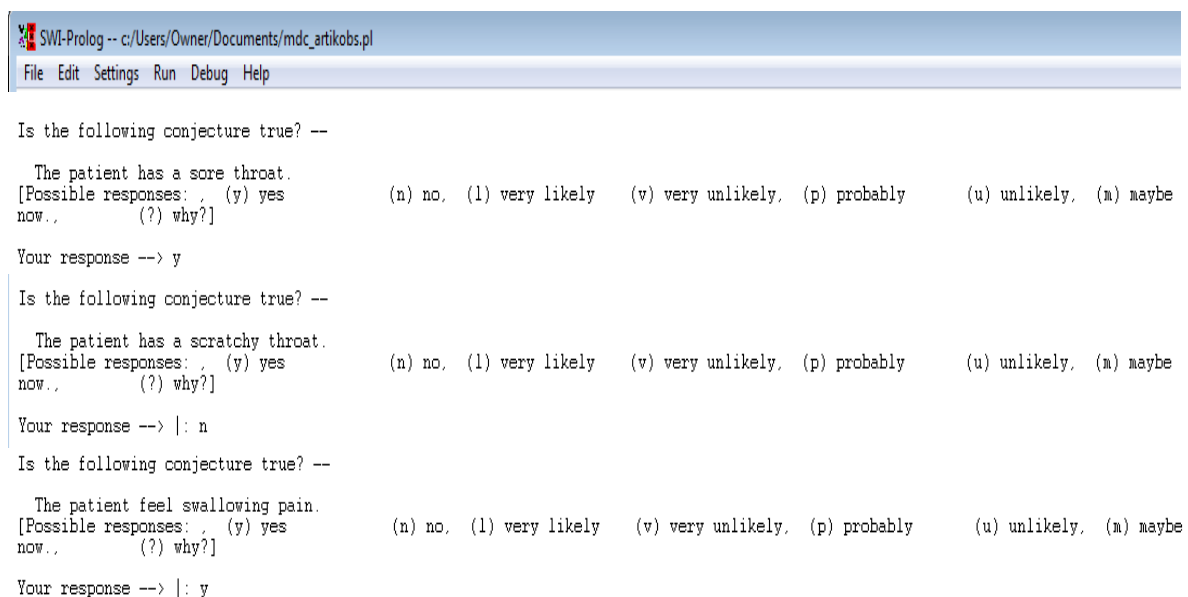 SWI-Prolog -- c:/Users/Owner/Documents/mdc_artikobs.pl
File Edit Settings Run Debug Help
Is the following conjecture true? --
The patient has a sore throat.
[Possible responses: , (y) yes (n) no, (l) very likely (v) very unlikely, (p) probably (u) unlikely, (m) maybe
now., (?) why?]
Your response --> y
Is the following conjecture true? --
The patient has a scratchy throat.
[Possible responses: , (y) yes (n) no, (l) very likely (v) very unlikely, (p) probably (u) unlikely, (m) maybe
now., (?) why?]
Your response --> |: n
Is the following conjecture true? --
The patient feel swallowing pain.
[Possible responses: , (y) yes (n) no, (l) very likely (v) very unlikely, (p) probably (u) unlikely, (m) maybe
now., (?) why?]
Your response --> |: y